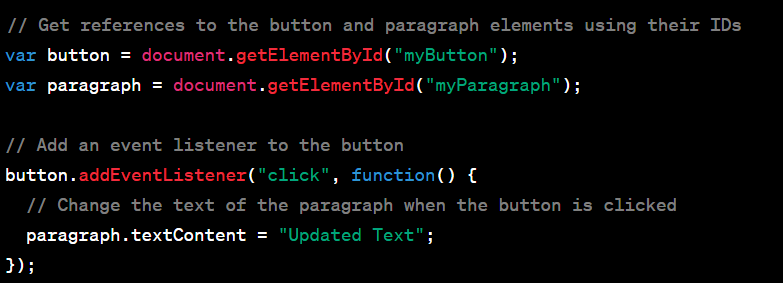 // Get references to the button and paragraph elements using their IDs
var button = document.getElementById("myButton");
var paragraph = document.getElementById("myParagraph");
// Add an event listener to the button
button.addEventListener("click", function() {
// Change the text of the paragraph when the button is clicked
paragraph.textContent = "Updated Text";
});